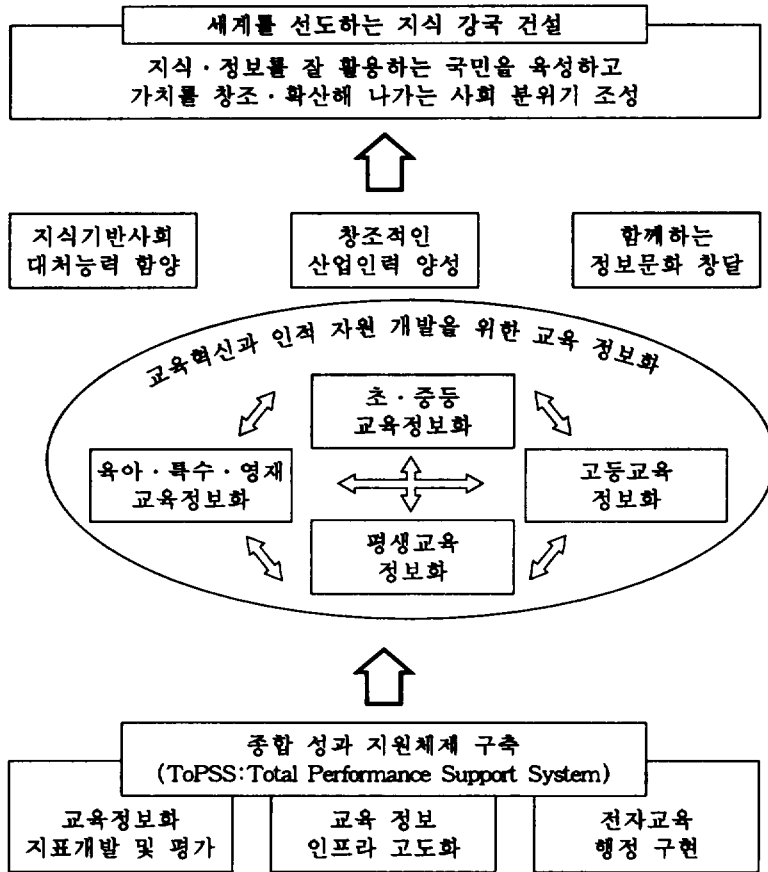 세계를 선도하는 지식 강국 건설
지식·정보를 잘 활용하는 국민을 육성하고
가치를 창조·확산해 나가는 사회 분위기 조성
지식기반사회
대처능력 함양
창조적인
산업인력 양성
함께하는
정보문화 창달
교육혁신과 인적 자원 개발을 위한 교육 정보화
초·중등
교육정보화
육아·특수·영재
교육정보화
고등교육
정보화
평생교육
정보화
종합 성과 지원체재 구축
(ToPSS:Total Performance Support System)
교육정보화
지표개발 및 평가
교육 정보
인프라 고도화
전자교육
행정 구현